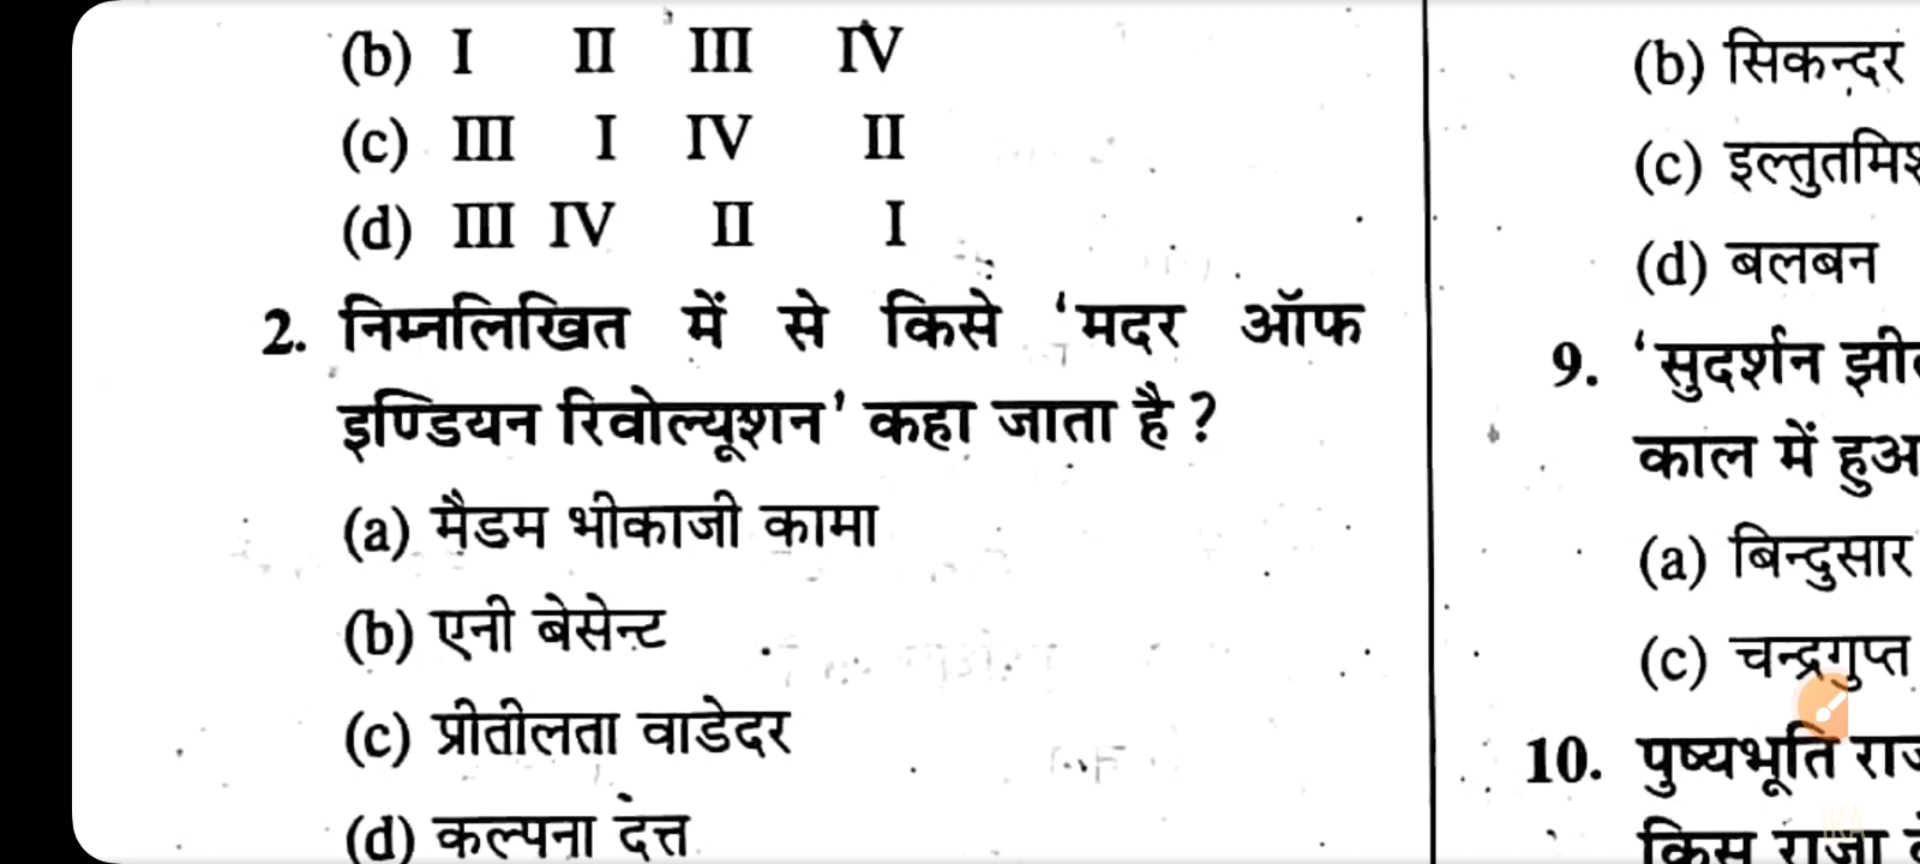 (b) I II III IV
(c) III I IV II
(d) III IV II I
2. निम्नलिखित में से किसे ‘मदर ऑफ
इण्डियन रिवोल्यूशन’ कहा जाता है ?
(a) मैडम भीकाजी कामा
(b) एनी बेसेन्ट
(c) प्रीतीलता वाडेदर
(d) कल्पना दत्त
(b) सिकन्दर
(c) इल्तुतमिश
(d) बलबन
9. ‘सुदर्शन झील
काल में हुआ
(a) बिन्दुसार
(c) चन्द्रगुप्त
10. पुष्यभूति
किस राजा